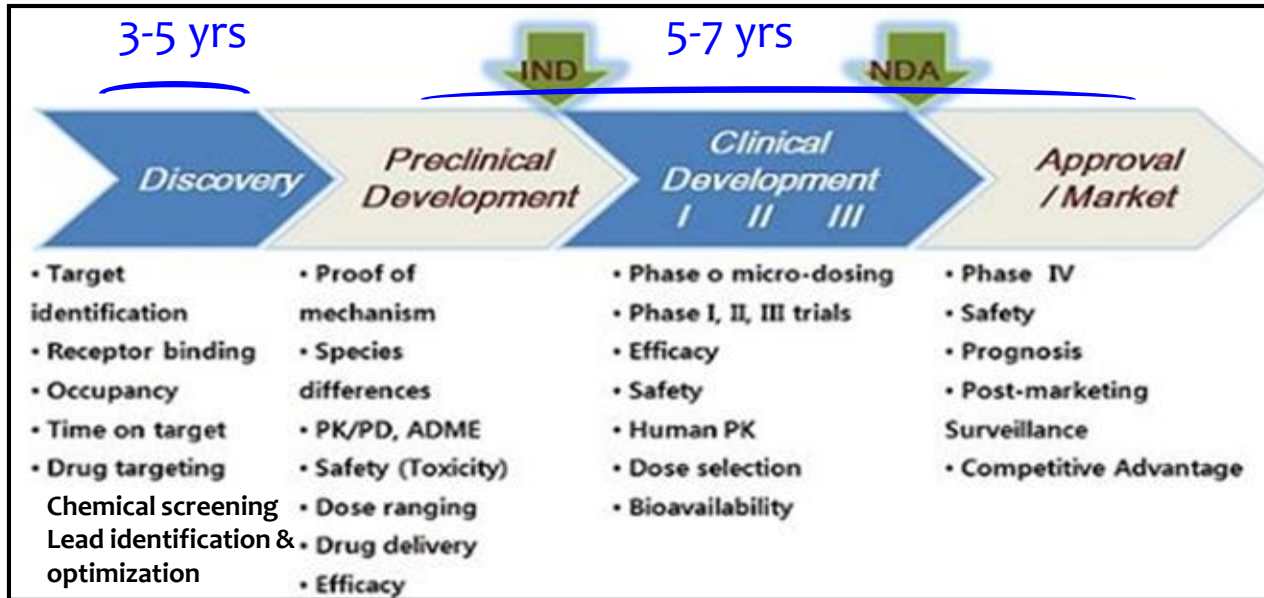 3-5 yrs
5-7 yrs
IND
NDA
Discovery
Preclinical
Development
Clinical
Development
I II III
Approval
/ Market
• Target
identification
• Receptor binding
• Occupancy
• Time on target
• Drug targeting
Chemical screening
Lead identification &
optimization
• Proof of
mechanism
• Species
differences
• PK/PD, ADME
• Safety (Toxicity)
• Dose ranging
• Drug delivery
• Efficacy
• Phase o micro-dosing
• Phase I, II, III trials
• Efficacy
• Safety
• Human PK
• Dose selection
• Bioavailability
• Phase IV
• Safety
• Prognosis
• Post-marketing
Surveillance
• Competitive Advantage